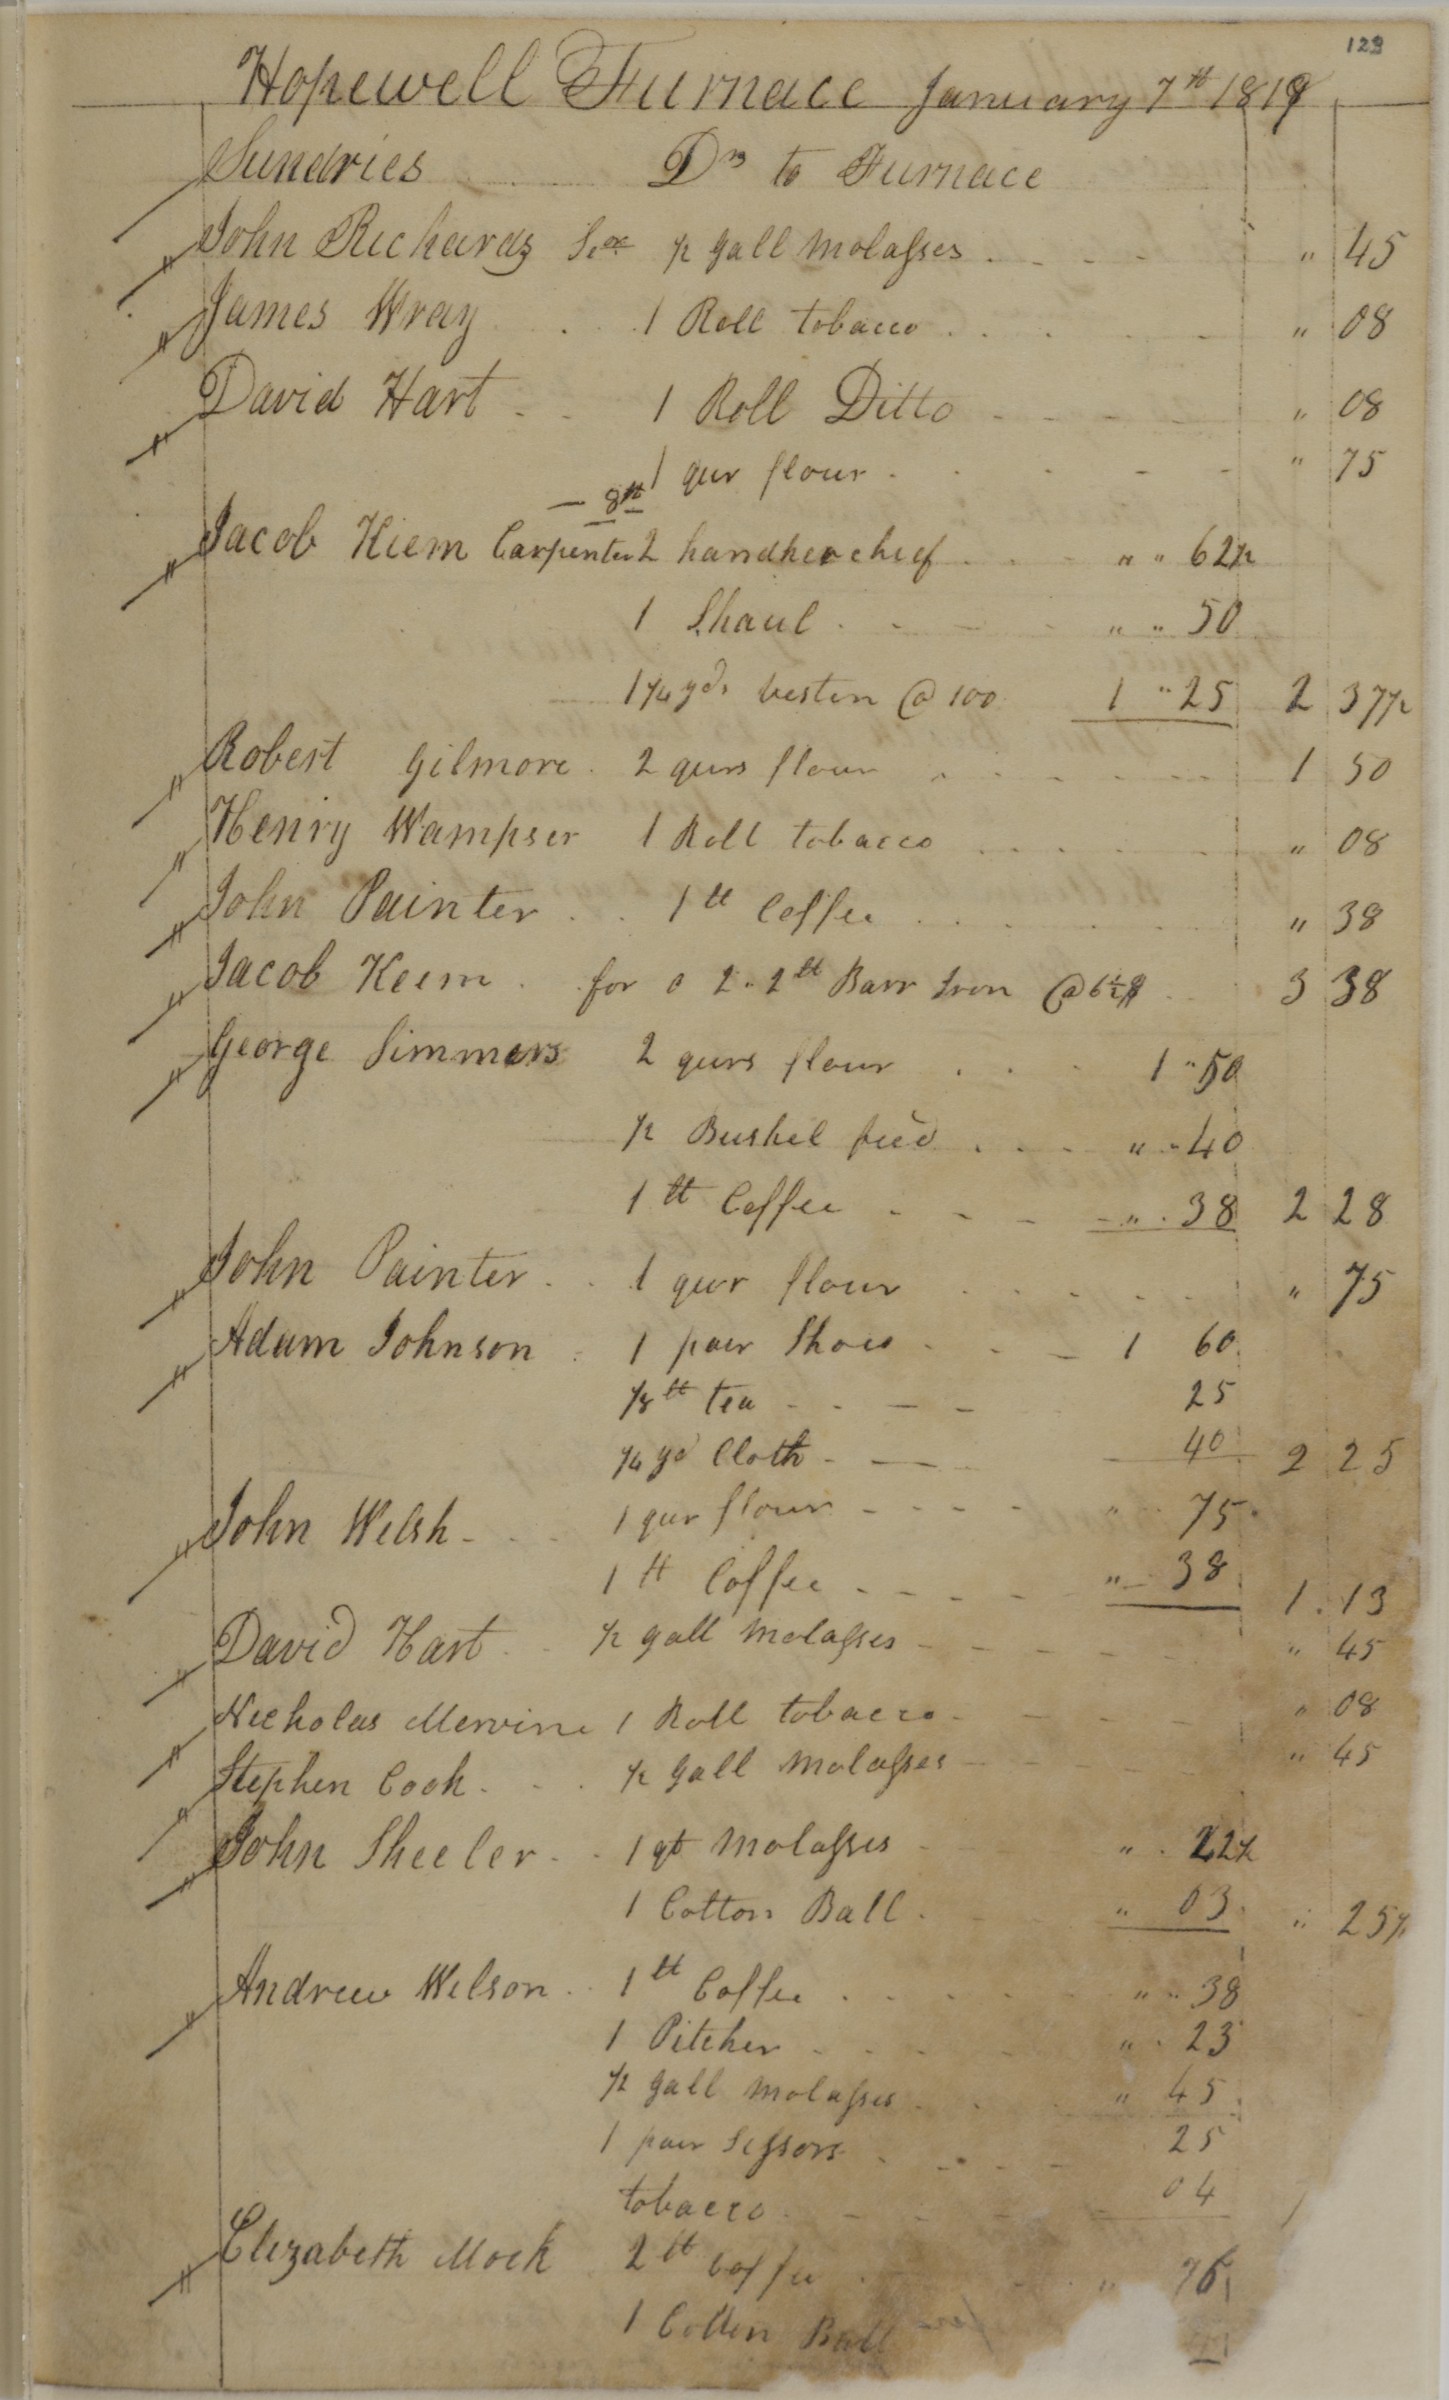 129
Hopewell Furnace January 7th 1819
Sundries Drs to Furnace
John Richards Senr ½ Gall Molasses " 45
James Wray 1 Roll tobacco " 08
David Hart 1 Roll Ditto " 08
1 qur flour " 75
— 8th
Jacob Kiem Carpenter 2 handkerchief " " 62½
1 Shaul " " 50
1¼ yds vesten @ 100 1 " 25 2 37½
Robert Gilmore 2 qurs flour 1 50
Henry Wampser 1 Roll tobacco " 08
John Painter 1 lb Coffee " 38
Jacob Keem for 0 2.2 lb Barr Iron @ 6½ 3 38
George Simmers 2 qurs flour 1 " 50
½ Bushel feed " " 40
1 lb Coffee " 38 2 28
John Painter 1 qur flour " 75
Adam Johnson 1 pair Shoes 1 60
⅛ lb tea 25
¼ yd Cloth 40 2 25
John Welsh 1 qur flour " 75
1 lb Coffee " 38 1 . 13
David Hart ½ gall Molasses " 45
Nicholas Mervine 1 Roll tobacco " 08
Stephen Cook ½ Gall Molasses " 45
John Sheeler 1 qt Molasses " 22½
1 Cotton Ball " 03 " 25½
Andrew Wilson 1 lb Coffee " " 38
1 Pitcher " 23
½ Gall Molasses " 45
1 pair Sissors 25
tobacco 04
Elizabeth Mock 2 lb Coffee " 76
1 Cotten Ball